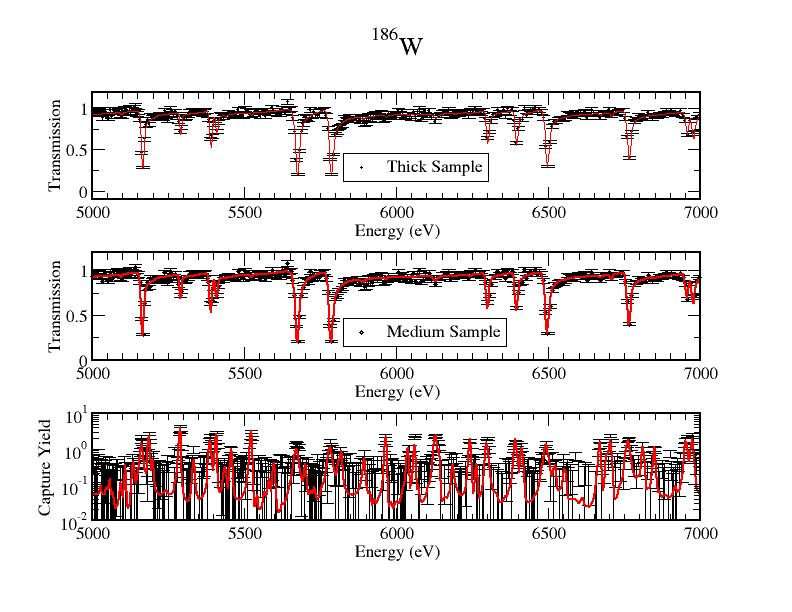 186W
Transmission
1
0.5
0
Thick Sample
5000 5500 6000 6500 7000
Energy (eV)
Transmission
1
0.5
0
Medium Sample
5000 5500 6000 6500 7000
Energy (eV)
Capture Yield
10^1
10^0
10^-1
10^-2
5000 5500 6000 6500 7000
Energy (eV)